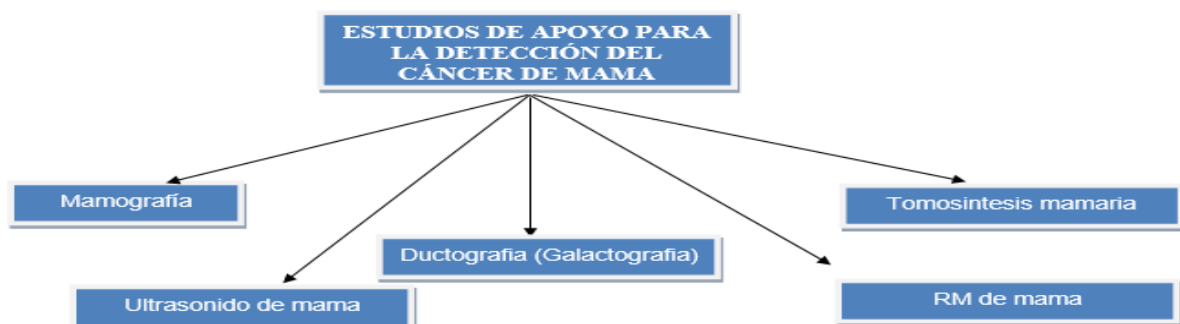 ESTUDIOS DE APOYO PARA
LA DETECCIÓN DEL
CÁNCER DE MAMA
Mamografía
Tomosintesis mamaria
Ductografia (Galactografia)
Ultrasonido de mama
RM de mama